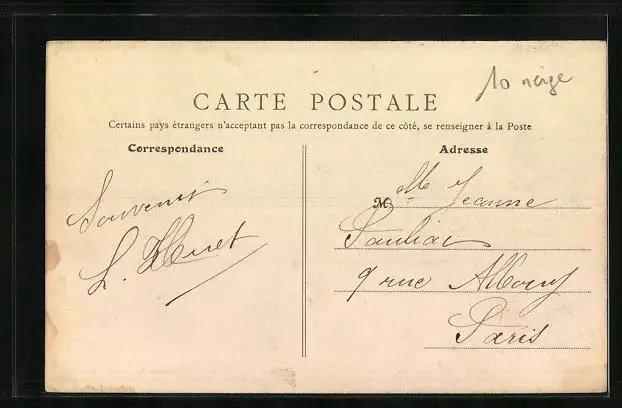 10 neige
CARTE POSTALE
Certains pays étrangers n'acceptant pas la correspondance de ce côté, se renseigner à la Poste
Correspondance
Souvenir
L. Huet
Adresse
M
Mlle Jeanne
Pauliac
9 rue Albouy
Paris